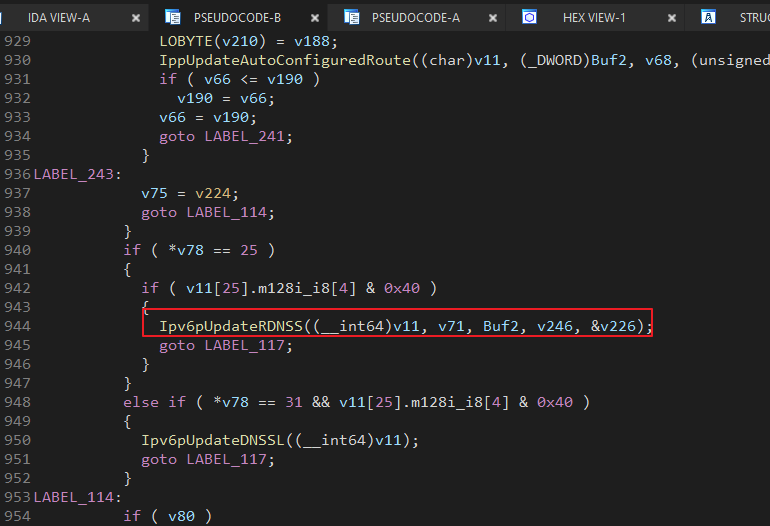 IDA VIEW-A PSEUDOCODE-B PSEUDOCODE-A HEX VIEW-1 STRUC
929 LOBYTE(v210) = v188;
930 IppUpdateAutoConfiguredRoute((char)v11, (_DWORD)Buf2, v68, (unsigned
931 if ( v66 <= v190 )
932 v190 = v66;
933 v66 = v190;
934 goto LABEL_241;
935 }
936 LABEL_243:
937 v75 = v224;
938 goto LABEL_114;
939 }
940 if ( *v78 == 25 )
941 {
942 if ( v11[25].m128i_i8[4] & 0x40 )
943 {
944 Ipv6pUpdateRDNSS((__int64)v11, v71, Buf2, v246, &v226);
945 goto LABEL_117;
946 }
947 }
948 else if ( *v78 == 31 && v11[25].m128i_i8[4] & 0x40 )
949 {
950 Ipv6pUpdateDNSSL((__int64)v11);
951 goto LABEL_117;
952 }
953 LABEL_114:
954 if ( v80 )